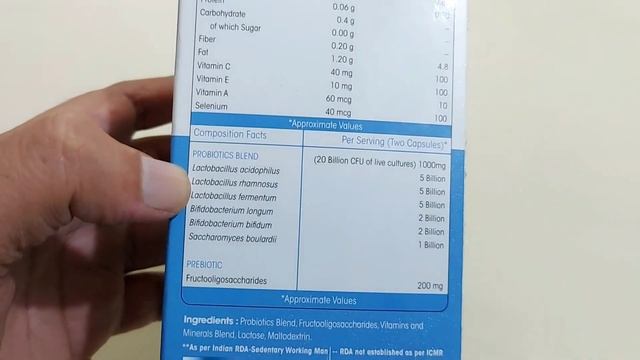 Protein 0.06 g
Carbohydrate 0.4 g –
of which Sugar 0.00 g –
Fiber 0.20 g –
Fat 1.20 g 4.8
Vitamin C 40 mg 100
Vitamin E 10 mg 100
Vitamin A 60 mcg 10
Selenium 40 mcg 100
*Approximate Values
Composition Facts Per Serving (Two Capsules)*
PROBIOTICS BLEND (20 Billion CFU of live cultures) 1000mg
Lactobacillus acidophilus 5 Billion
Lactobacillus rhamnosus 5 Billion
Lactobacillus fermentum 5 Billion
Bifidobacterium longum 2 Billion
Bifidobacterium bifidum 2 Billion
Saccharomyces boulardii 1 Billion
PREBIOTIC
Fructooligosaccharides 200 mg
*Approximate Values
Ingredients : Probiotics Blend, Fructooligosaccharides, Vitamins and
Minerals Blend, Lactose, Maltodextrin.
**As per Indian RDA-Sedentary Working Man | -- RDA not established as per ICMR